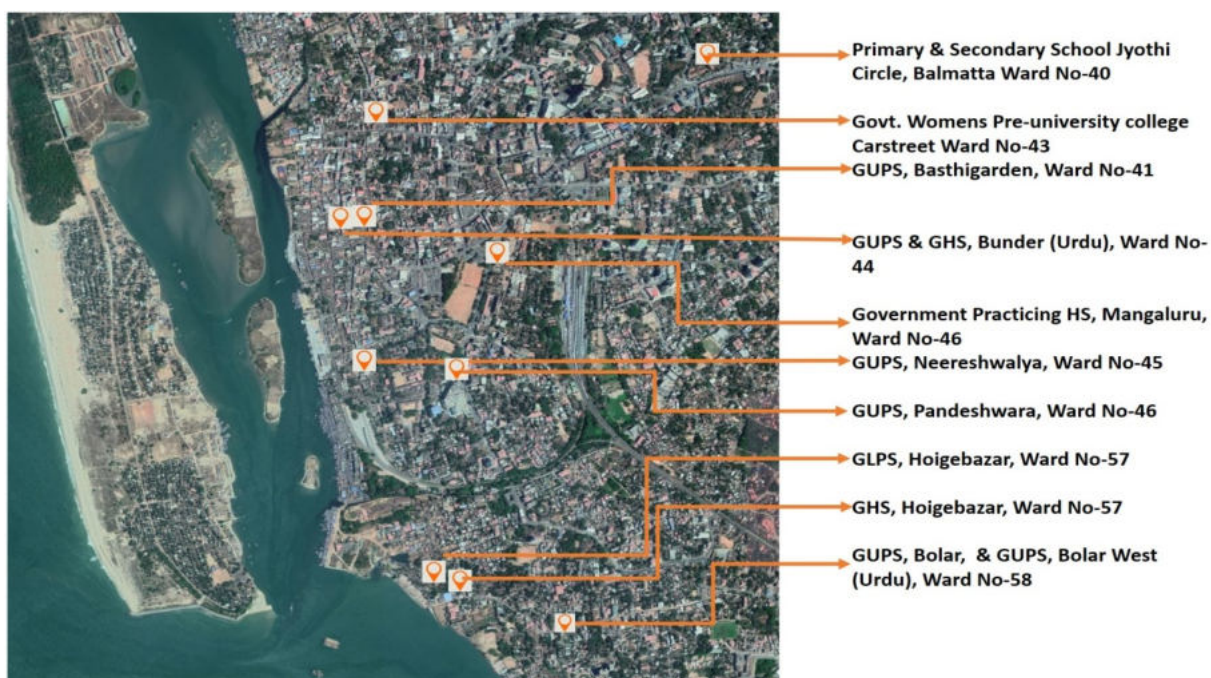 Primary & Secondary School Jyothi
Circle, Balmatta Ward No-40
Govt. Womens Pre-university college
Carstreet Ward No-43
GUPS, Basthigarden, Ward No-41
GUPS & GHS, Bunder (Urdu), Ward No-
44
Government Practicing HS, Mangaluru,
Ward No-46
GUPS, Neereshwalya, Ward No-45
GUPS, Pandeshwara, Ward No-46
GLPS, Hoigebazar, Ward No-57
GHS, Hoigebazar, Ward No-57
GUPS, Bolar,  & GUPS, Bolar West
(Urdu), Ward No-58